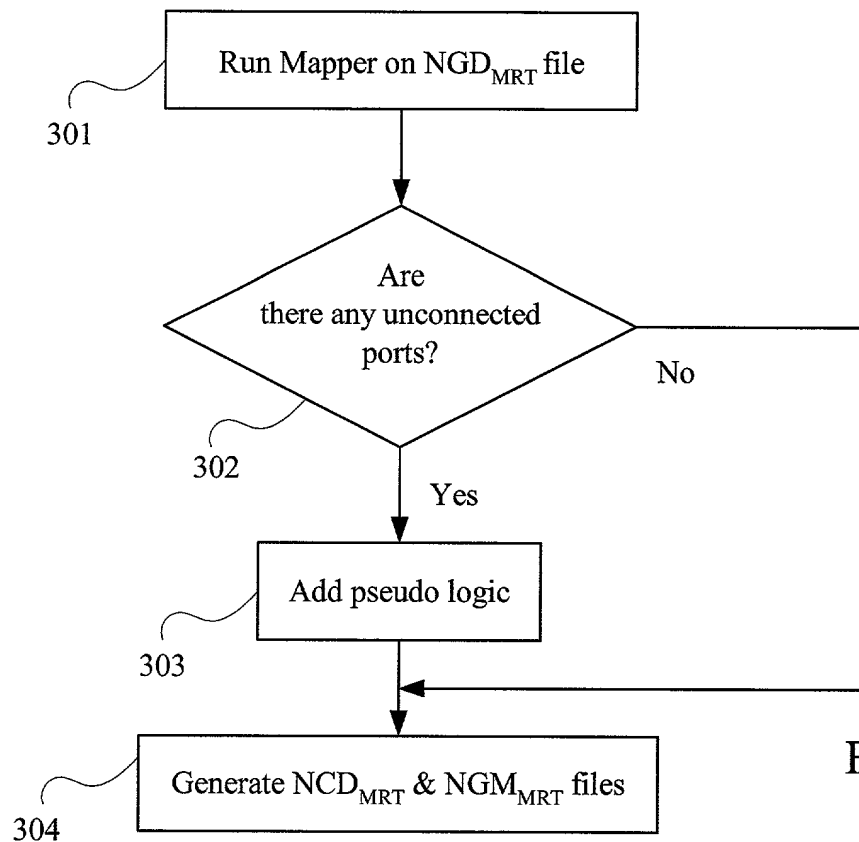 Run Mapper on NGD_MRT file
301
Are
there any unconnected
ports?
No
302
Yes
Add pseudo logic
303
F
Generate NCD_MRT & NGM_MRT files
304